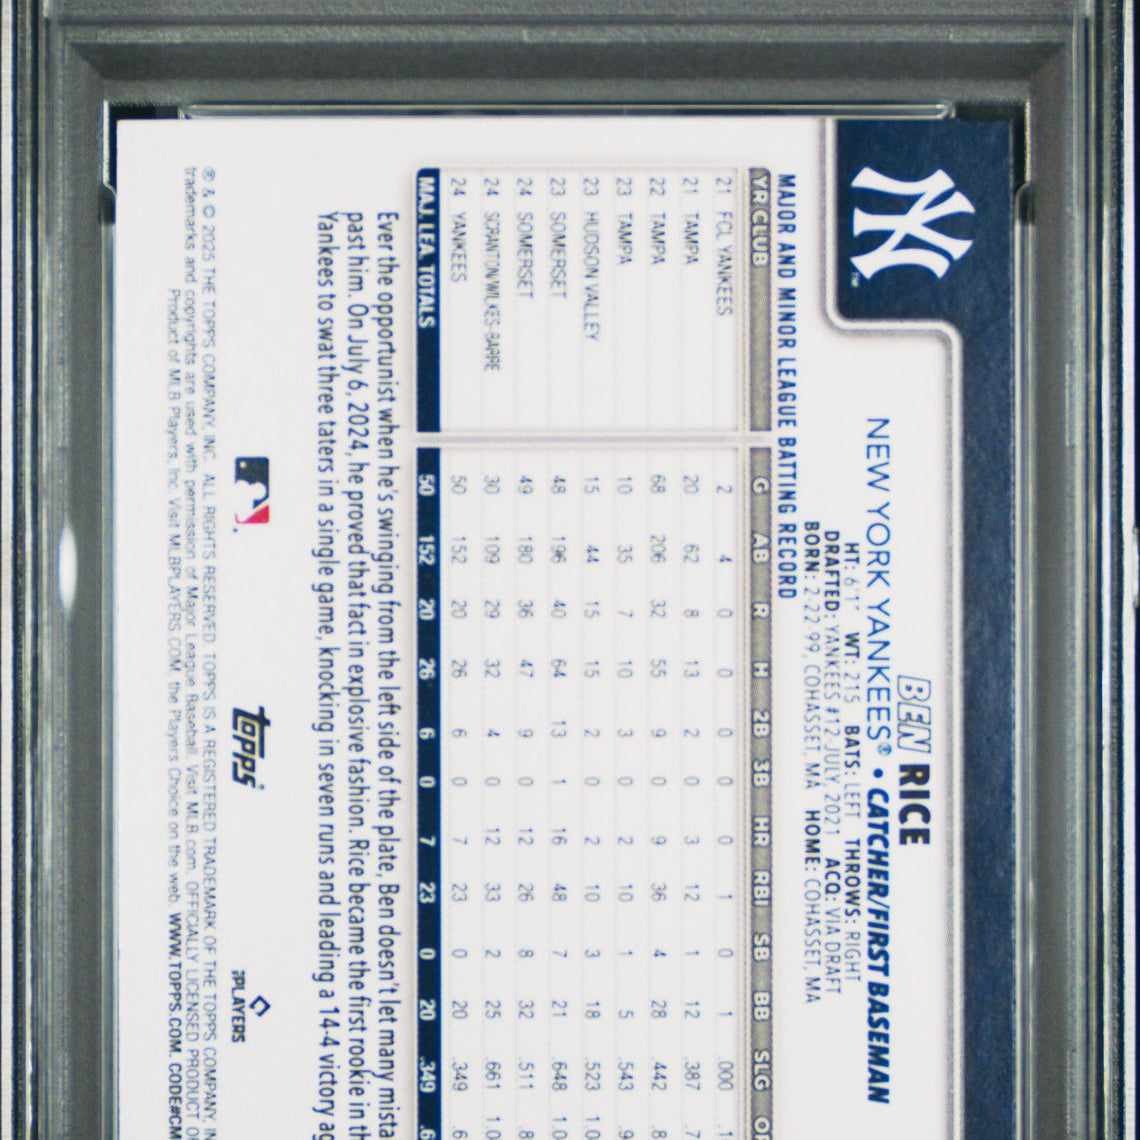 BEN RICE
NEW YORK YANKEES® • CATCHER/FIRST BASEMAN
HT: 6'1" WT: 215 BATS: LEFT THROWS: RIGHT
DRAFTED: YANKEES #12-JULY, 2021 ACQ: VIA DRAFT
BORN: 2-22-99, COHASSET, MA HOME: COHASSET, MA
MAJOR AND MINOR LEAGUE BATTING RECORD
YR CLUB G AB R H 2B 3B HR RBI SB BB SLG
21 FCL YANKEES 2 4 0 0 0 0 0 1 0 1 .000
21 TAMPA 20 62 8 13 2 0 3 12 1 12 .387 .7
22 TAMPA 68 206 32 55 9 0 9 36 4 28 .442 .8
23 TAMPA 10 35 7 10 3 0 2 10 1 5 .543 .9
23 HUDSON VALLEY 15 44 15 15 2 0 2 10 3 18 .523 1.0
23 SOMERSET 48 196 40 64 13 1 16 48 7 21 .648 1.0
24 SOMERSET 49 180 36 47 9 0 12 26 8 32 .511 .8
24 SCRANTON/WILKES-BARRE 30 109 29 32 4 0 12 33 2 25 .661 1.0
24 YANKEES 50 152 20 26 6 0 7 23 0 20 .349 .6
MAJ. LEA. TOTALS 50 152 20 26 6 0 7 23 0 20 .349 .6
Ever the opportunist when he's swinging from the left side of the plate, Ben doesn't let many mista
past him. On July 6, 2024, he proved that fact in explosive fashion. Rice became the first rookie in th
Yankees to swat three taters in a single game, knocking in seven runs and leading a 14-4 victory ag
topps
PLAYERS
® & © 2025 THE TOPPS COMPANY, INC. ALL RIGHTS RESERVED. TOPPS IS A REGISTERED TRADEMARK OF THE TOPPS COMPANY, IN
trademarks and copyrights are used with permission of Major League Baseball. Visit MLB.com. OFFICIALLY LICENSED PRODUCT O
Product of MLB Players, Inc. Visit MLBPLAYERS.COM, the Players Choice on the web. WWW.TOPPS.COM. CODE#CM